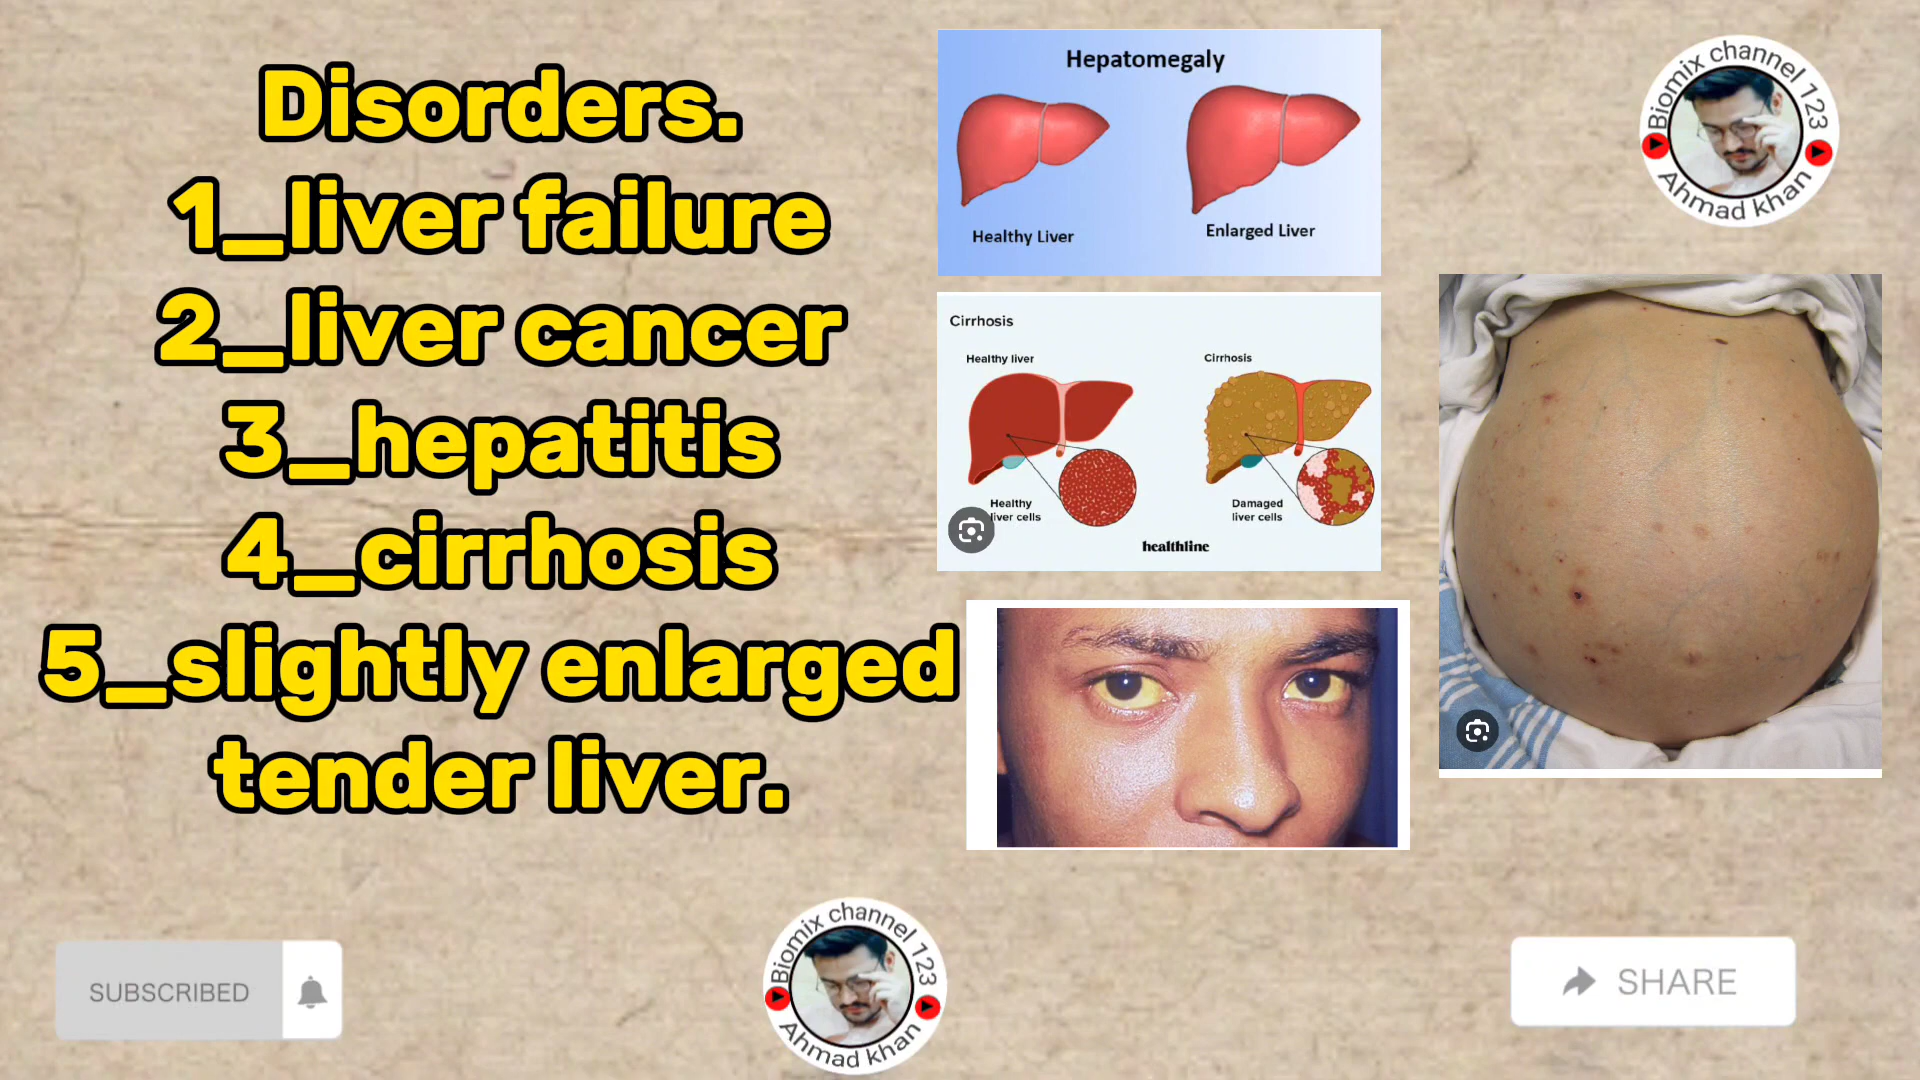 Disorders.
1_liver failure
2_liver cancer
3_hepatitis
4_cirrhosis
5_slightly enlarged
tender liver.
Hepatomegaly
Healthy Liver
Enlarged Liver
Cirrhosis
Healthy liver
Cirrhosis
Healthy
liver cells
Damaged
liver cells
healthline
Biomix channel 123
Ahmad khan
SUBSCRIBED
Biomix channel 123
Ahmad khan
SHARE